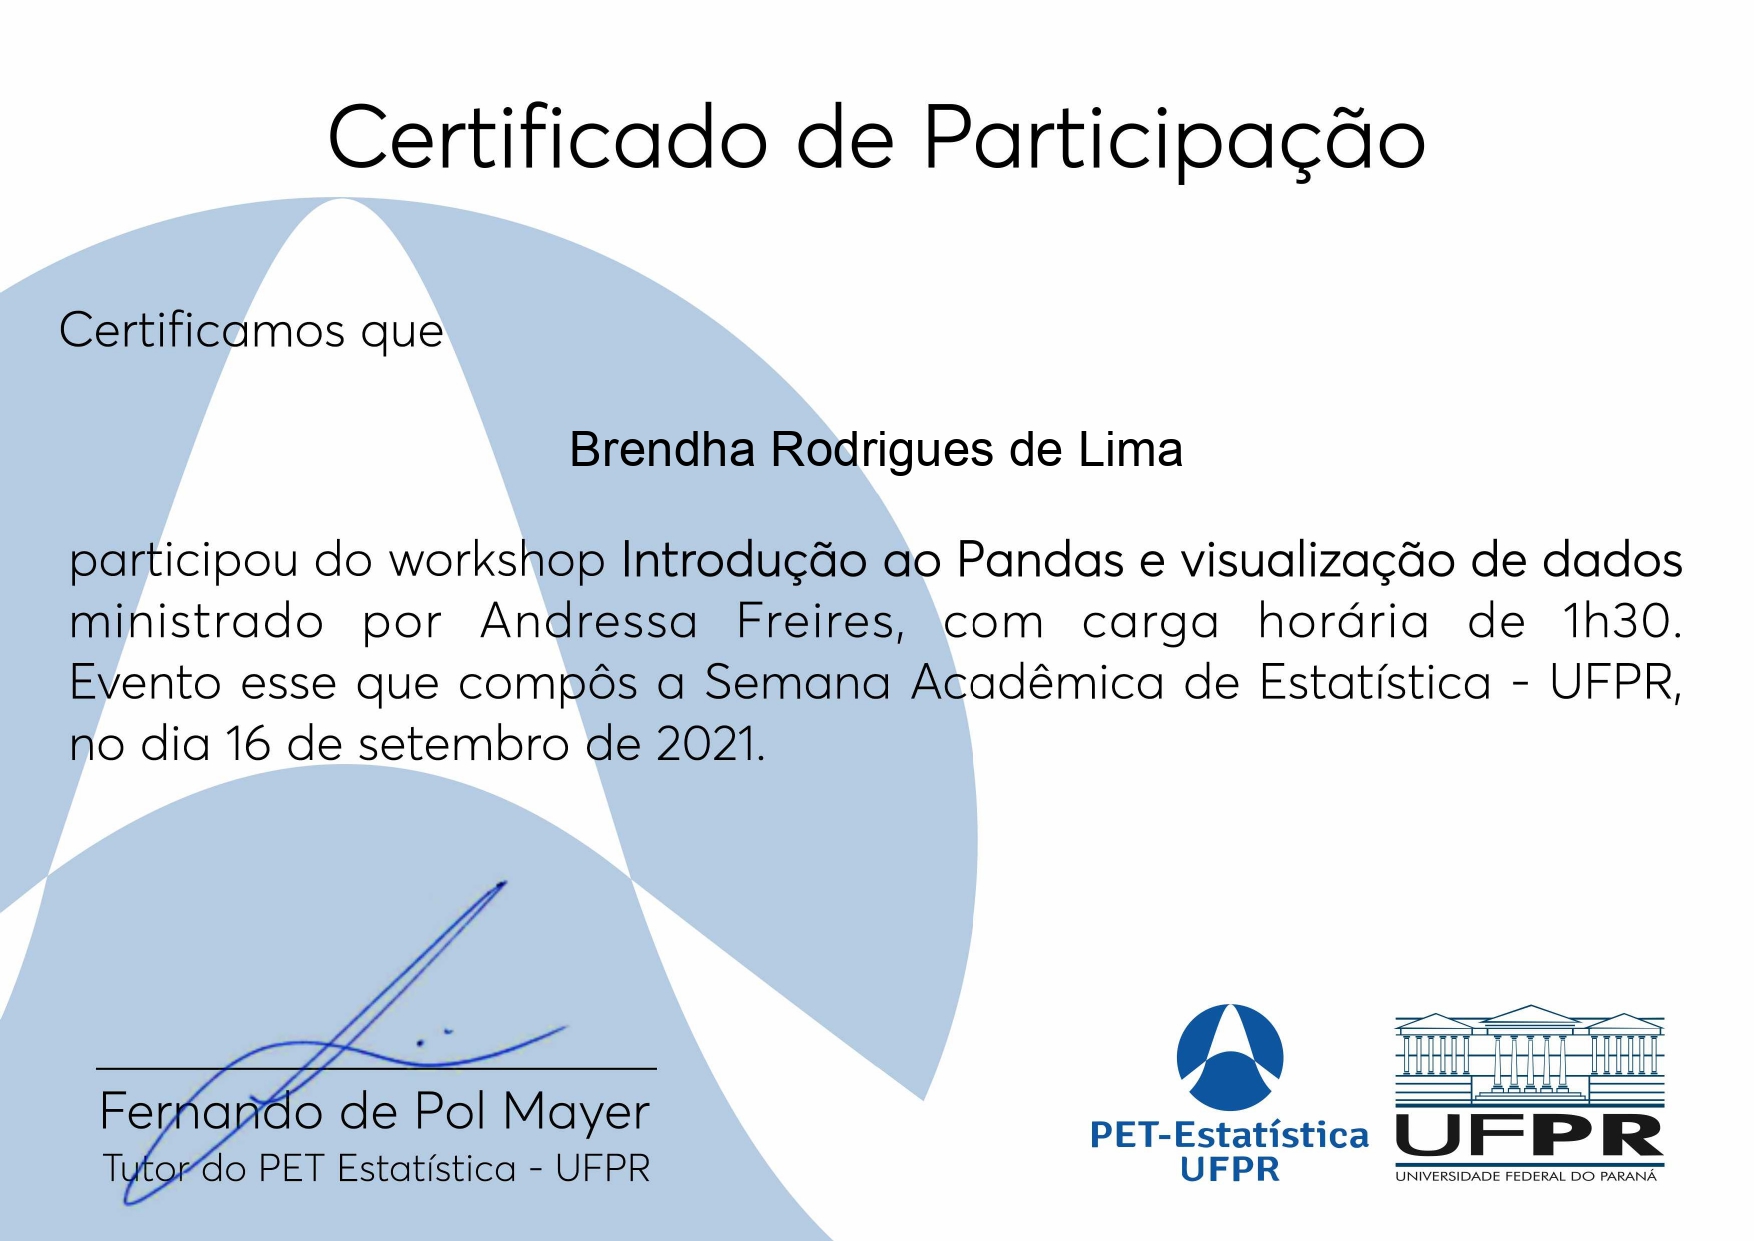 Certificado de Participação
Certificamos que
Brendha Rodrigues de Lima
participou do workshop Introdução ao Pandas e visualização de dados
ministrado por Andressa Freires, com carga horária de 1h30.
Evento esse que compôs a Semana Acadêmica de Estatística - UFPR,
no dia 16 de setembro de 2021.
Fernando de Pol Mayer
Tutor do PET Estatística - UFPR
PET-Estatística
UFPR
UFPR
UNIVERSIDADE FEDERAL DO PARANÁ